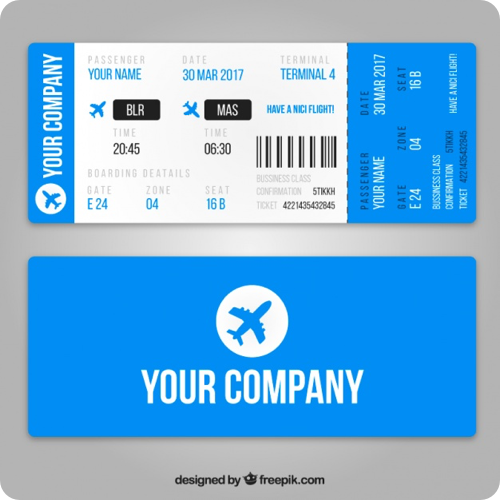 YOUR COMPANY
PASSENGER DATE TERMINAL
YOUR NAME 30 MAR 2017 TERMINAL 4
BLR MAS HAVE A NICI FLIGHT!
TIME TIME
20:45 06:30
BOARDING DEATAILS
GATE ZONE SEAT
E 24 04 16 B
BUSSINESS CLASS
CONFIRMATION 5TIKKH
TICKET 4221435432845
PASSENGER DATE
YOUR NAME 30 MAR 2017
GATE ZONE SEAT
E 24 04 16 B
BUSSINESS CLASS
CONFIRMATION 5TIKKH
TICKET 421435432845
HAVE A NICI FLIGHT!
YOUR COMPANY
designed by freepik.com